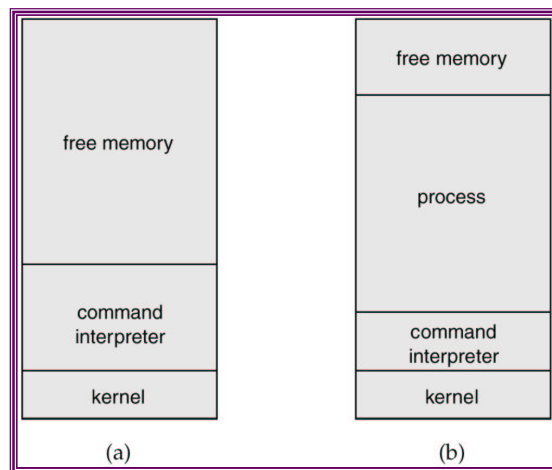 free memory
command
interpreter
kernel
(a)
free memory
process
command
interpreter
kernel
(b)